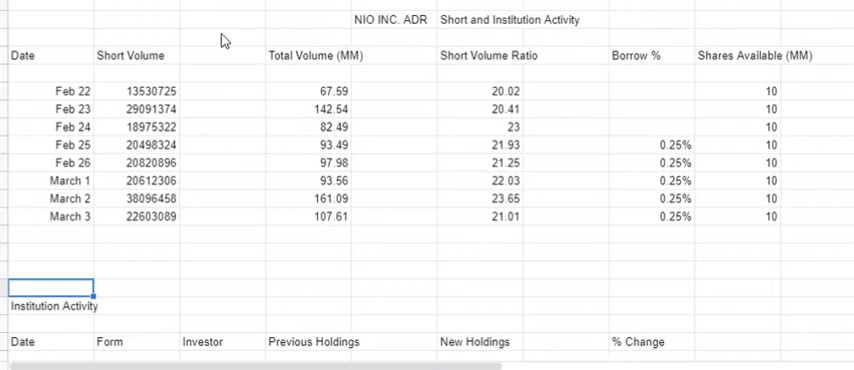 NIO INC. ADR Short and Institution Activity
Date Short Volume Total Volume (MM) Short Volume Ratio Borrow % Shares Available (MM)
Feb 22 13530725 67.59 20.02 10
Feb 23 29091374 142.54 20.41 10
Feb 24 18975322 82.49 23 10
Feb 25 20498324 93.49 21.93 0.25% 10
Feb 26 20820896 97.98 21.25 0.25% 10
March 1 20612306 93.56 22.03 0.25% 10
March 2 38096458 161.09 23.65 0.25% 10
March 3 22603089 107.61 21.01 0.25% 10
Institution Activity
Date Form Investor Previous Holdings New Holdings % Change